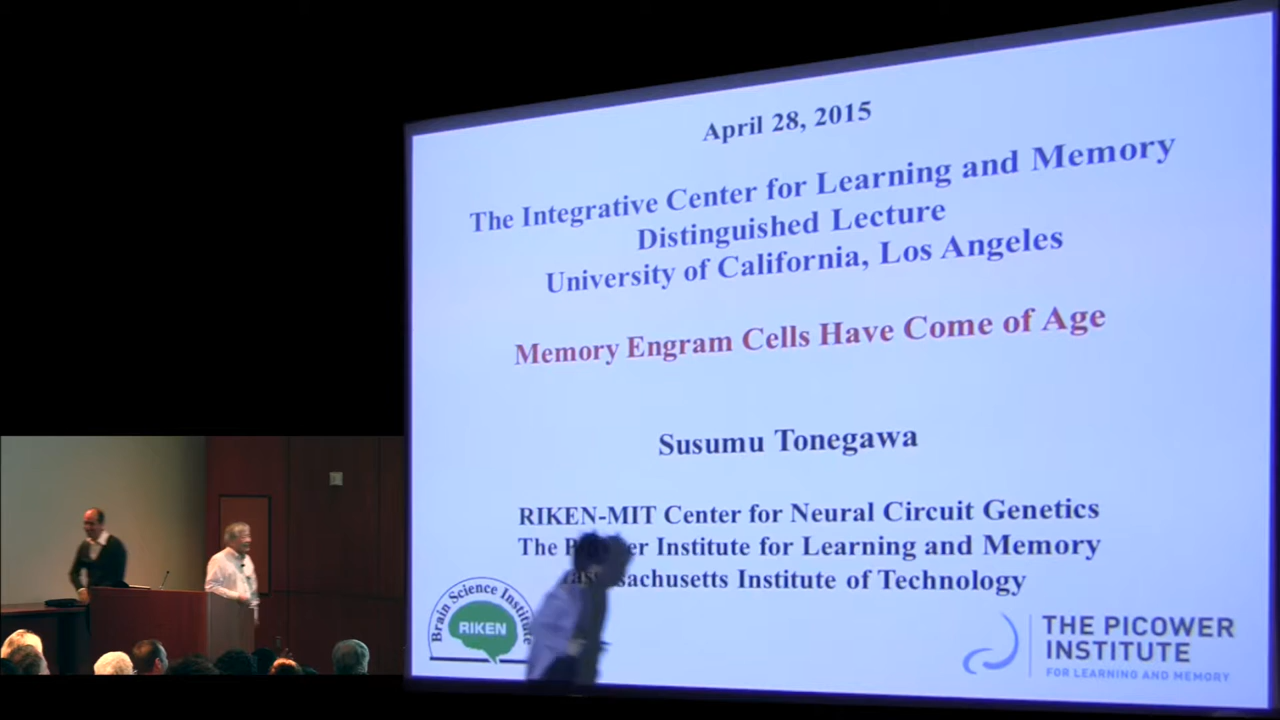 April 28, 2015
The Integrative Center for Learning and Memory
Distinguished Lecture
University of California, Los Angeles
Memory Engram Cells Have Come of Age
Susumu Tonegawa
RIKEN-MIT Center for Neural Circuit Genetics
The Institute for Learning and Memory
Institute of Technology
Brain Science Institute
RIKEN
THE PICOWER
INSTITUTE
FOR LEARNING AND MEMORY